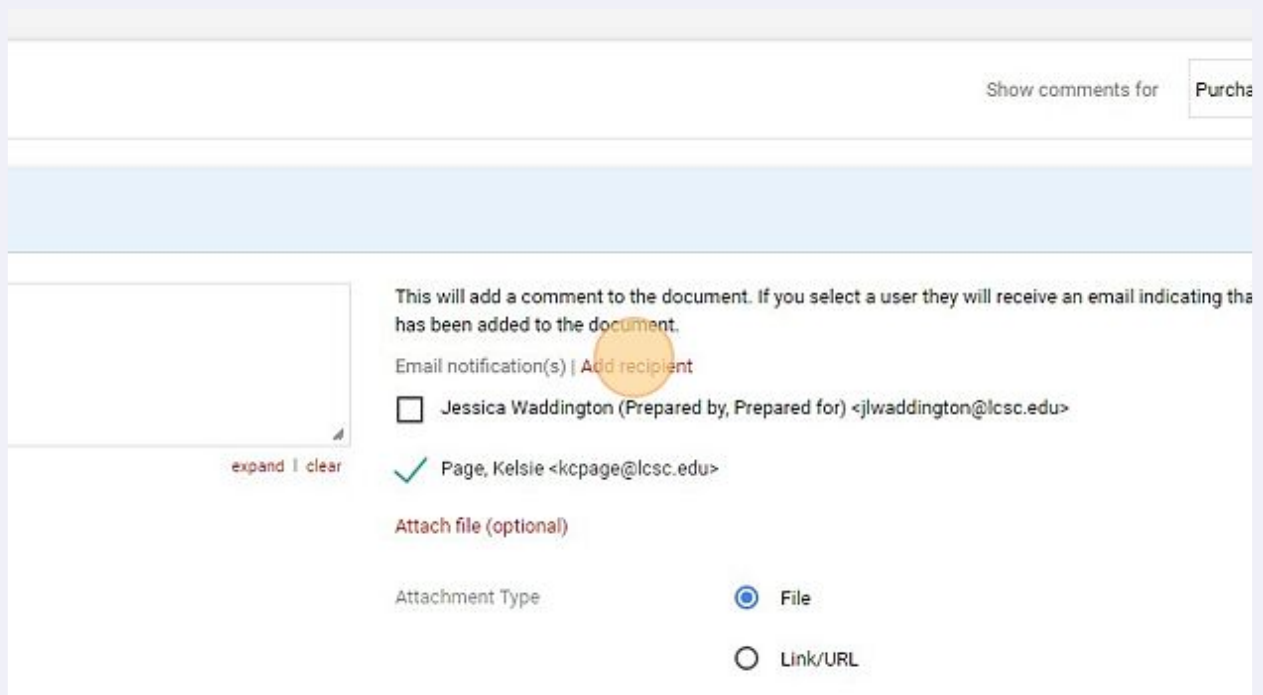 Show comments for Purcha
This will add a comment to the document. If you select a user they will receive an email indicating tha
has been added to the document.
Email notification(s) | Add recipient
Jessica Waddington (Prepared by, Prepared for) <jlwaddington@lcsc.edu>
expand | clear
Page, Kelsie <kcpage@lcsc.edu>
Attach file (optional)
Attachment Type
File
Link/URL